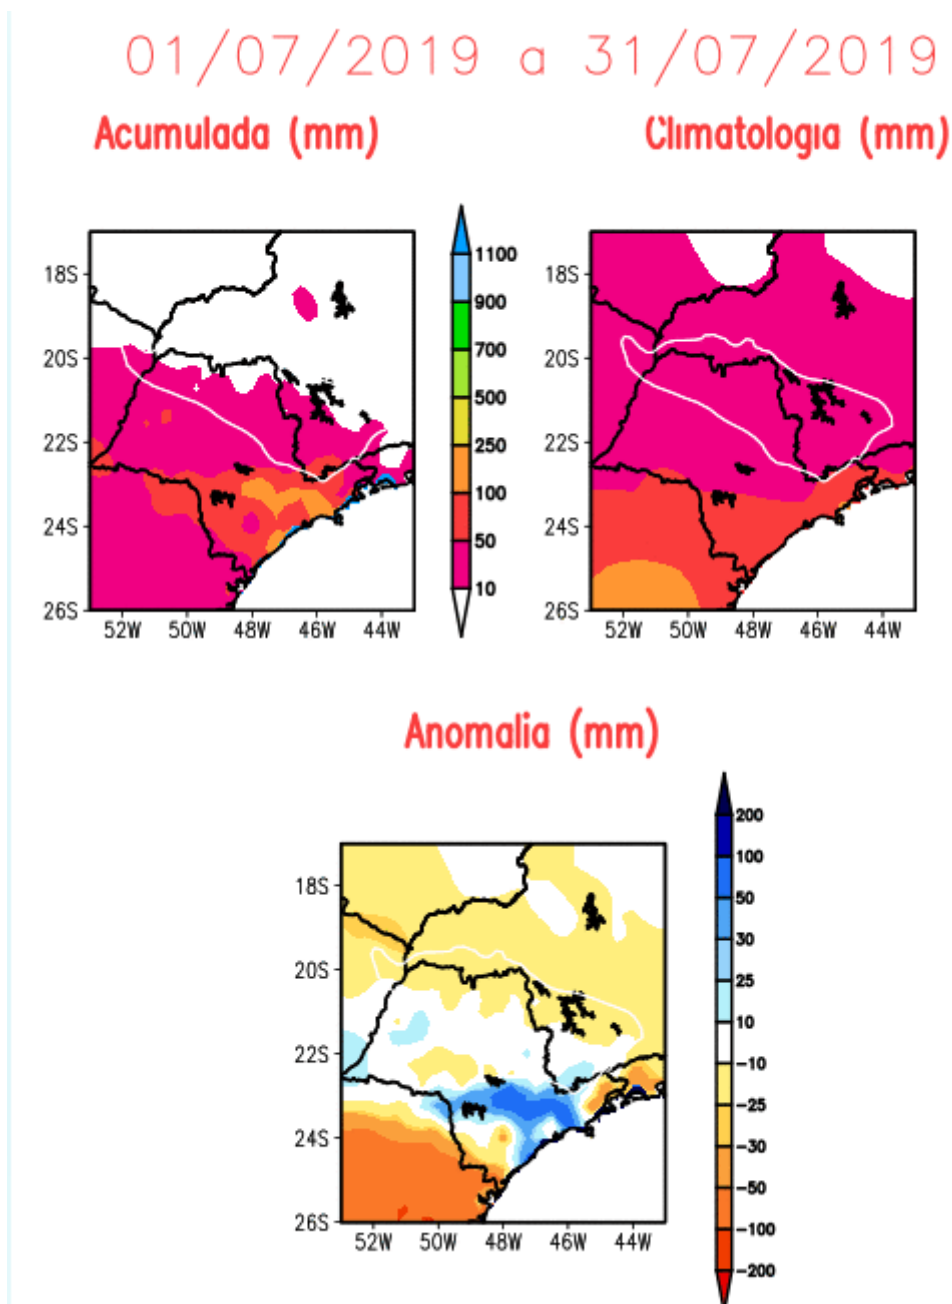 01/07/2019 a 31/07/2019
Acumulada (mm)
Climatologia (mm)
18S
20S
22S
24S
26S
52W 50W 48W 46W 44W
1100
900
700
500
250
100
50
10
18S
20S
22S
24S
26S
52W 50W 48W 46W 44W
Anomalia (mm)
18S
20S
22S
24S
26S
52W 50W 48W 46W 44W
200
100
50
30
25
10
-10
-25
-30
-50
-100
-200